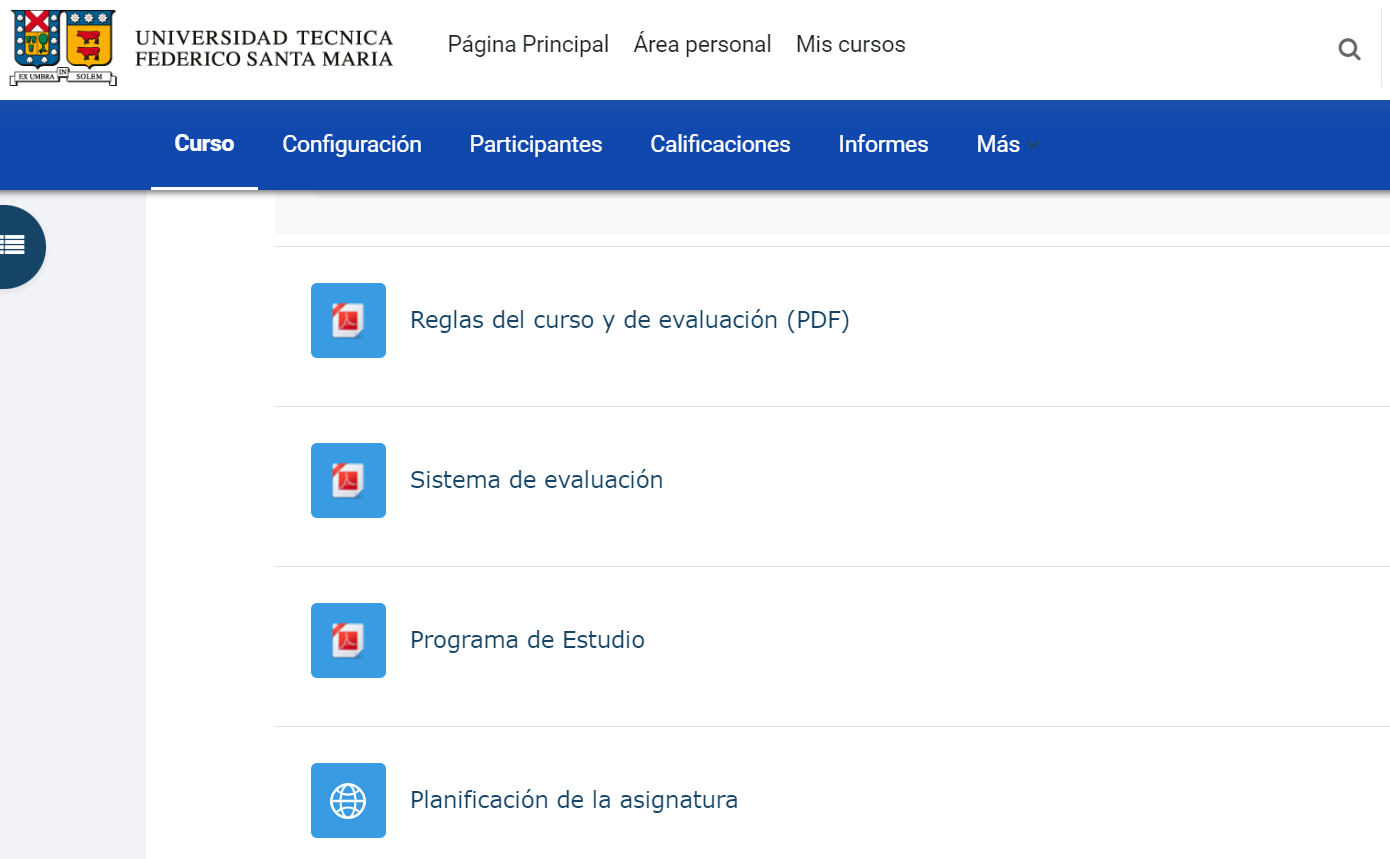 EX UMBRA IN SOLEM
UNIVERSIDAD TECNICA
FEDERICO SANTA MARIA
Página Principal Área personal Mis cursos
Curso Configuración Participantes Calificaciones Informes Más
Reglas del curso y de evaluación (PDF)
Sistema de evaluación
Programa de Estudio
Planificación de la asignatura